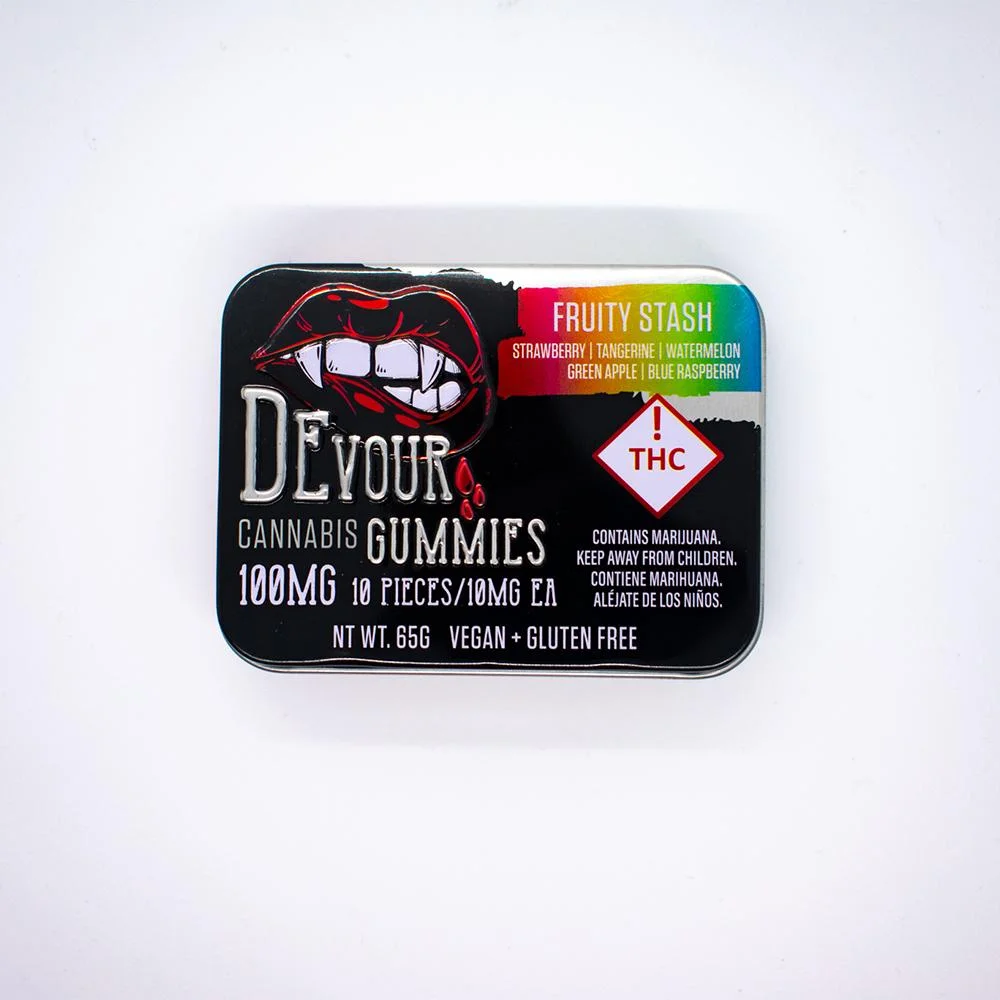 FRUITY STASH
STRAWBERRY | TANGERINE | WATERMELON
GREEN APPLE | BLUE RASPBERRY
DEVOUR
CANNABIS GUMMIES
100MG 10 PIECES/10MG EA
NT WT. 65G VEGAN + GLUTEN FREE
!
THC
CONTAINS MARIJUANA.
KEEP AWAY FROM CHILDREN.
CONTIENE MARIHUANA.
ALÉJATE DE LOS NIÑOS.